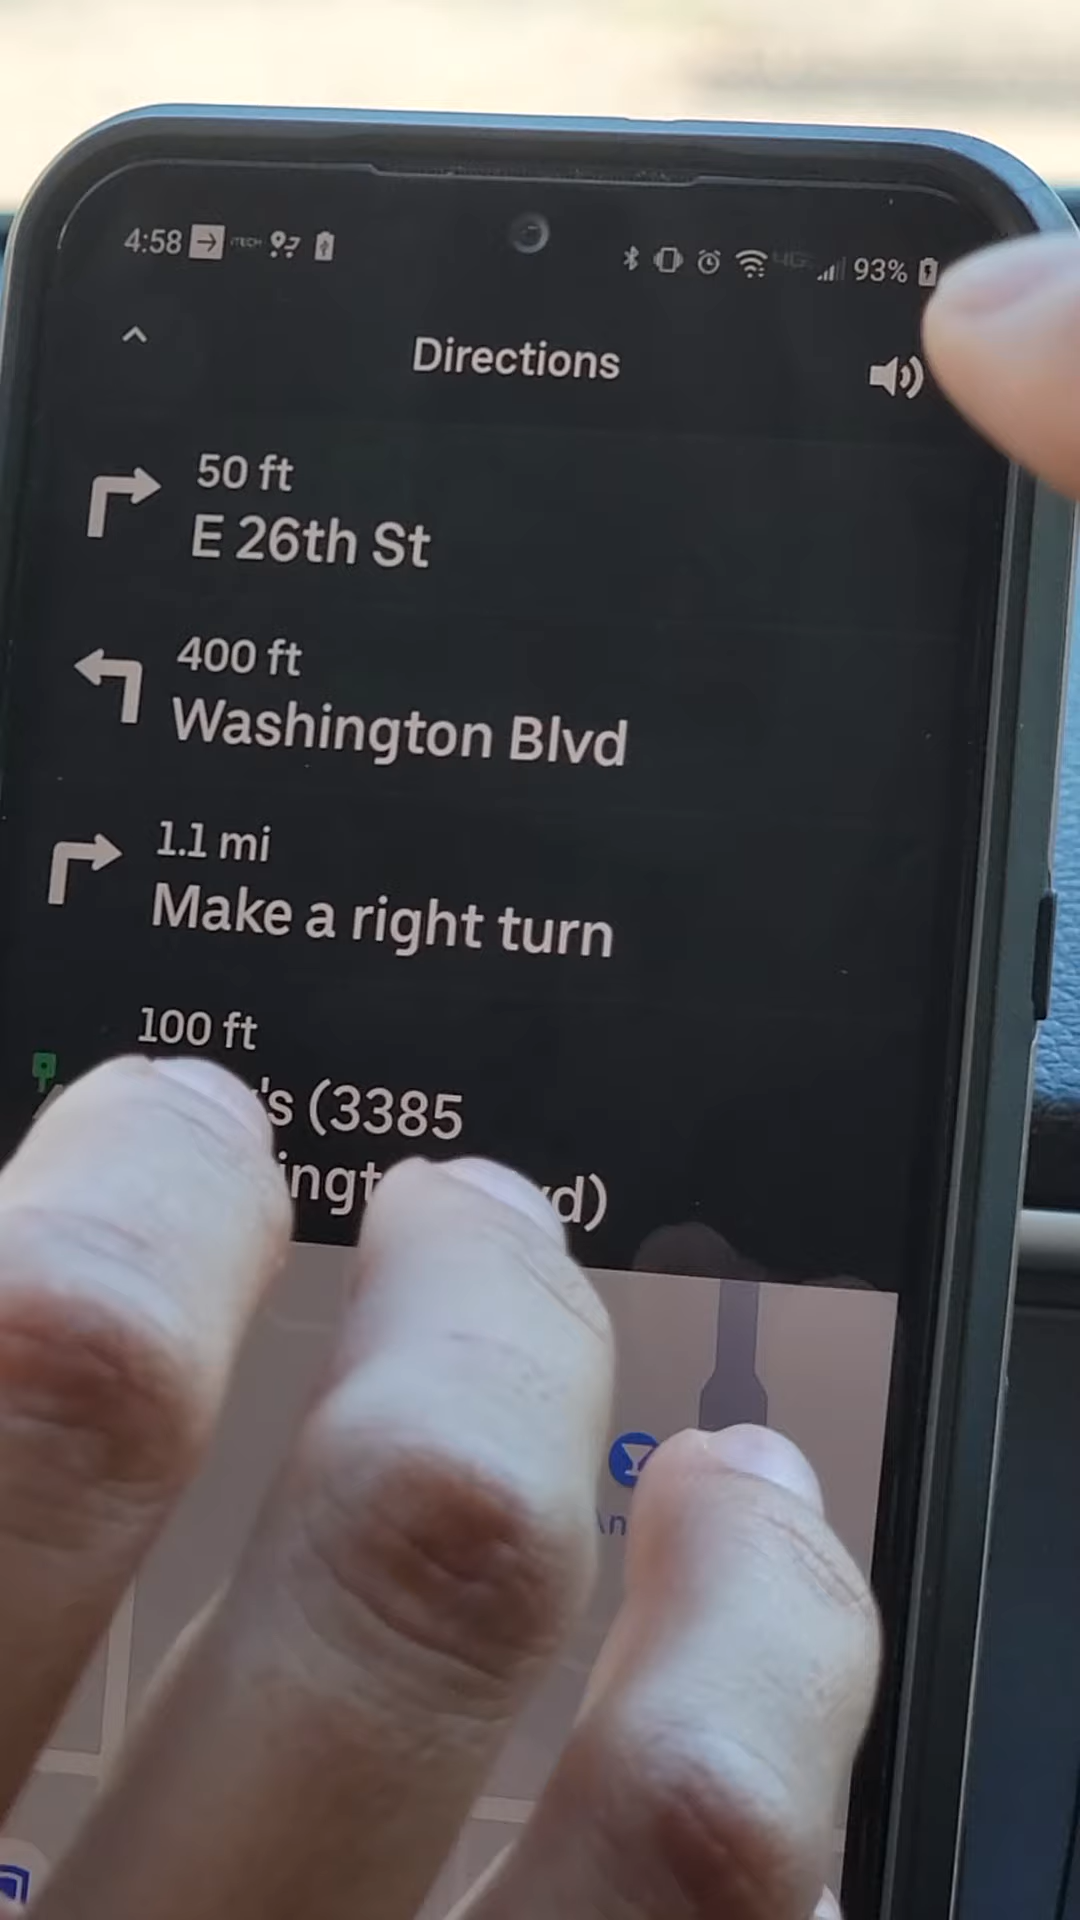 4:58
93%
Directions
50 ft
E 26th St
400 ft
Washington Blvd
1.1 mi
Make a right turn
100 ft
's (3385